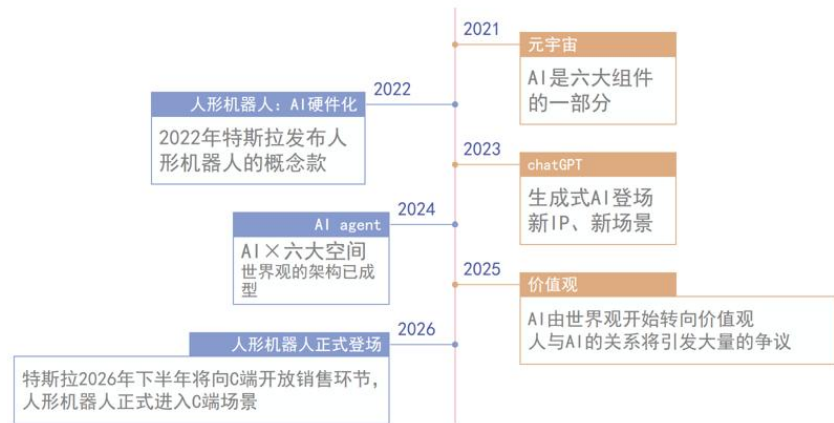 2021
元宇宙
AI是六大组件
的一部分
2022
人形机器人：AI硬件化
2022年特斯拉发布人
形机器人的概念款
2023
chatGPT
生成式AI登场
新IP、新场景
2024
AI agent
AI×六大空间
世界观的架构已成
型
2025
价值观
AI由世界观开始转向价值观
人与AI的关系将引发大量的争议
2026
人形机器人正式登场
特斯拉2026年下半年将向C端开放销售环节，
人形机器人正式进入C端场景